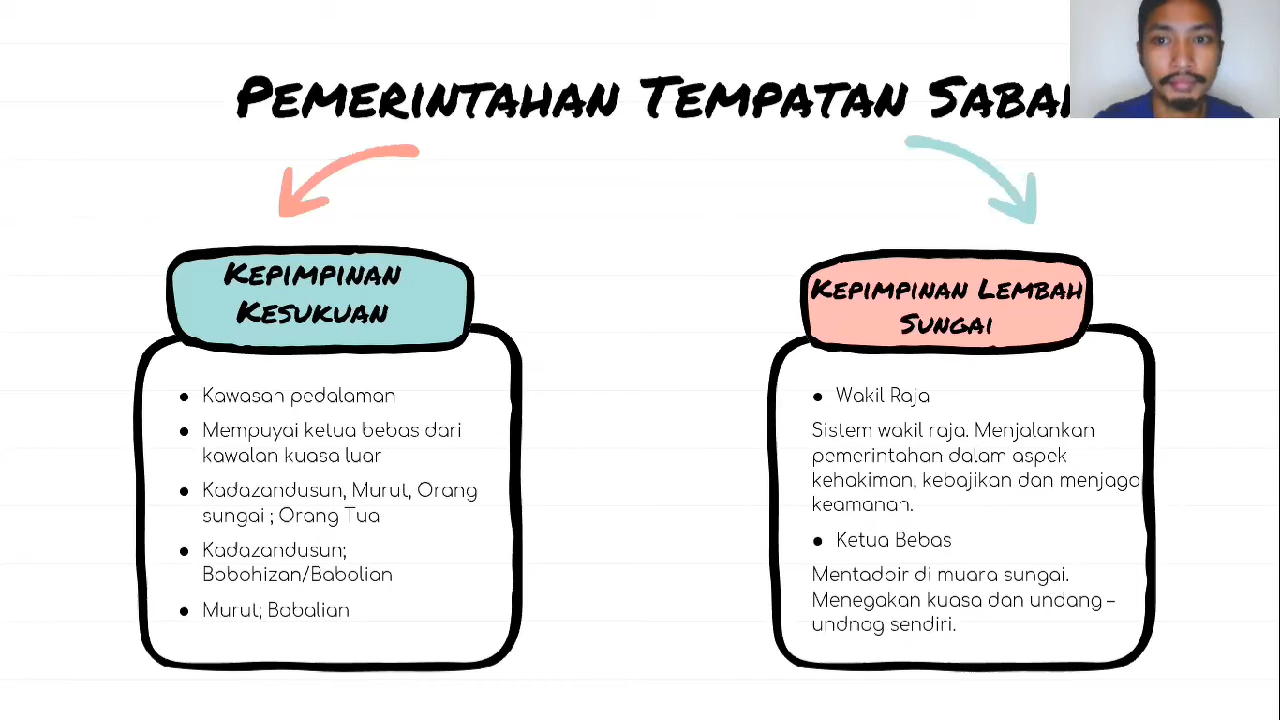 PEMERINTAHAN TEMPATAN SABAH
KEPIMPINAN
KESUKUAN
• Kawasan pedalaman
• Mempuyai ketua bebas dari
kawalan kuasa luar
• Kadazandusun, Murut, Orang
sungai ; Orang Tua
• Kadazandusun;
Bobohizan/Babolian
• Murut; Babalian
KEPIMPINAN LEMBAH
SUNGAI
• Wakil Raja
Sistem wakil raja. Menjalankan
pemerintahan dalam aspek
kehakiman, kebajikan dan menjaga
keamanan.
• Ketua Bebas
Mentadbir di muara sungai.
Menegakan kuasa dan undang –
undnag sendiri.